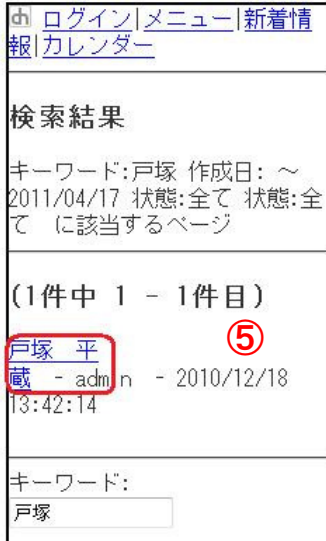 ログイン|メニュー|新着情
報|カレンダー
検索結果
キーワード:戸塚 作成日: ～
2011/04/17 状態:全て 状態:全
て に該当するページ
(1件中 1 - 1件目)
戸塚 平
⑤
蔵 - admin - 2010/12/18
13:42:14
キーワード:
戸塚